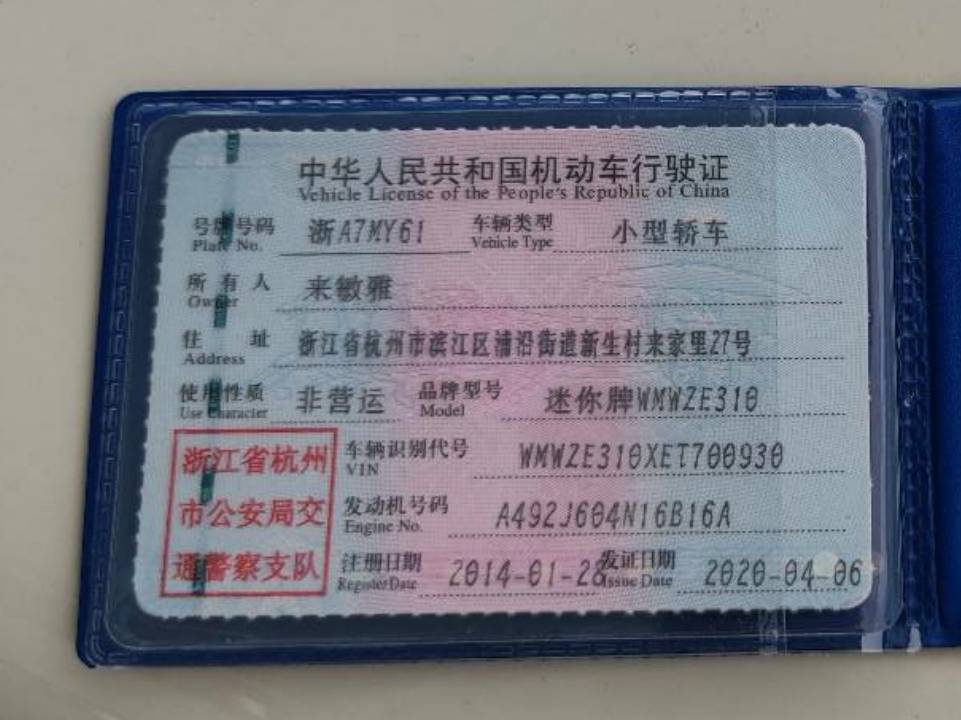 中华人民共和国机动车行驶证
Vehicle License of the People's Republic of China
号牌号码 浙A7MY61 车辆类型 小型轿车
Plate No. Vehicle Type
所有人 来敏雅
Owner
住址 浙江省杭州市滨江区浦沿街道新生村来家里27号
Address
使用性质 非营运 品牌型号 迷你牌WMWZE310
Use Character Model
浙江省杭州
市公安局交
通警察支队
车辆识别代号 WMWZE310XET700930
VIN
发动机号码 A492J604N16B16A
Engine No.
注册日期 2014-01-28 发证日期 2020-04-06
Register Date Issue Date